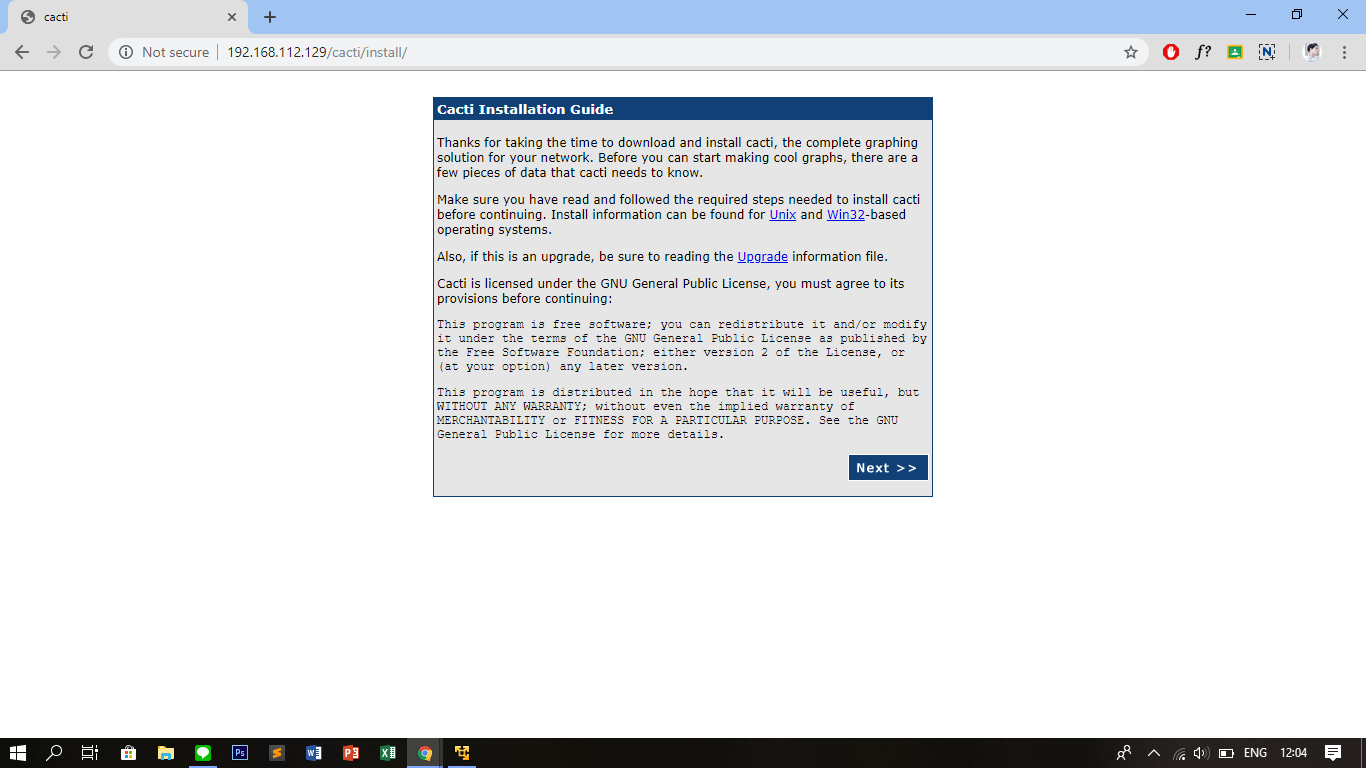 cacti
Not secure
192.168.112.129/cacti/install/
f?
N
Cacti Installation Guide
Thanks for taking the time to download and install cacti, the complete graphing
solution for your network. Before you can start making cool graphs, there are a
few pieces of data that cacti needs to know.
Make sure you have read and followed the required steps needed to install cacti
before continuing. Install information can be found for Unix and Win32-based
operating systems.
Also, if this is an upgrade, be sure to reading the Upgrade information file.
Cacti is licensed under the GNU General Public License, you must agree to its
provisions before continuing:
This program is free software; you can redistribute it and/or modify
it under the terms of the GNU General Public License as published by
the Free Software Foundation; either version 2 of the License, or
(at your option) any later version.
This program is distributed in the hope that it will be useful, but
WITHOUT ANY WARRANTY; without even the implied warranty of
MERCHANTABILITY or FITNESS FOR A PARTICULAR PURPOSE. See the GNU
General Public License for more details.
Next >>
Ps
ENG
12:04